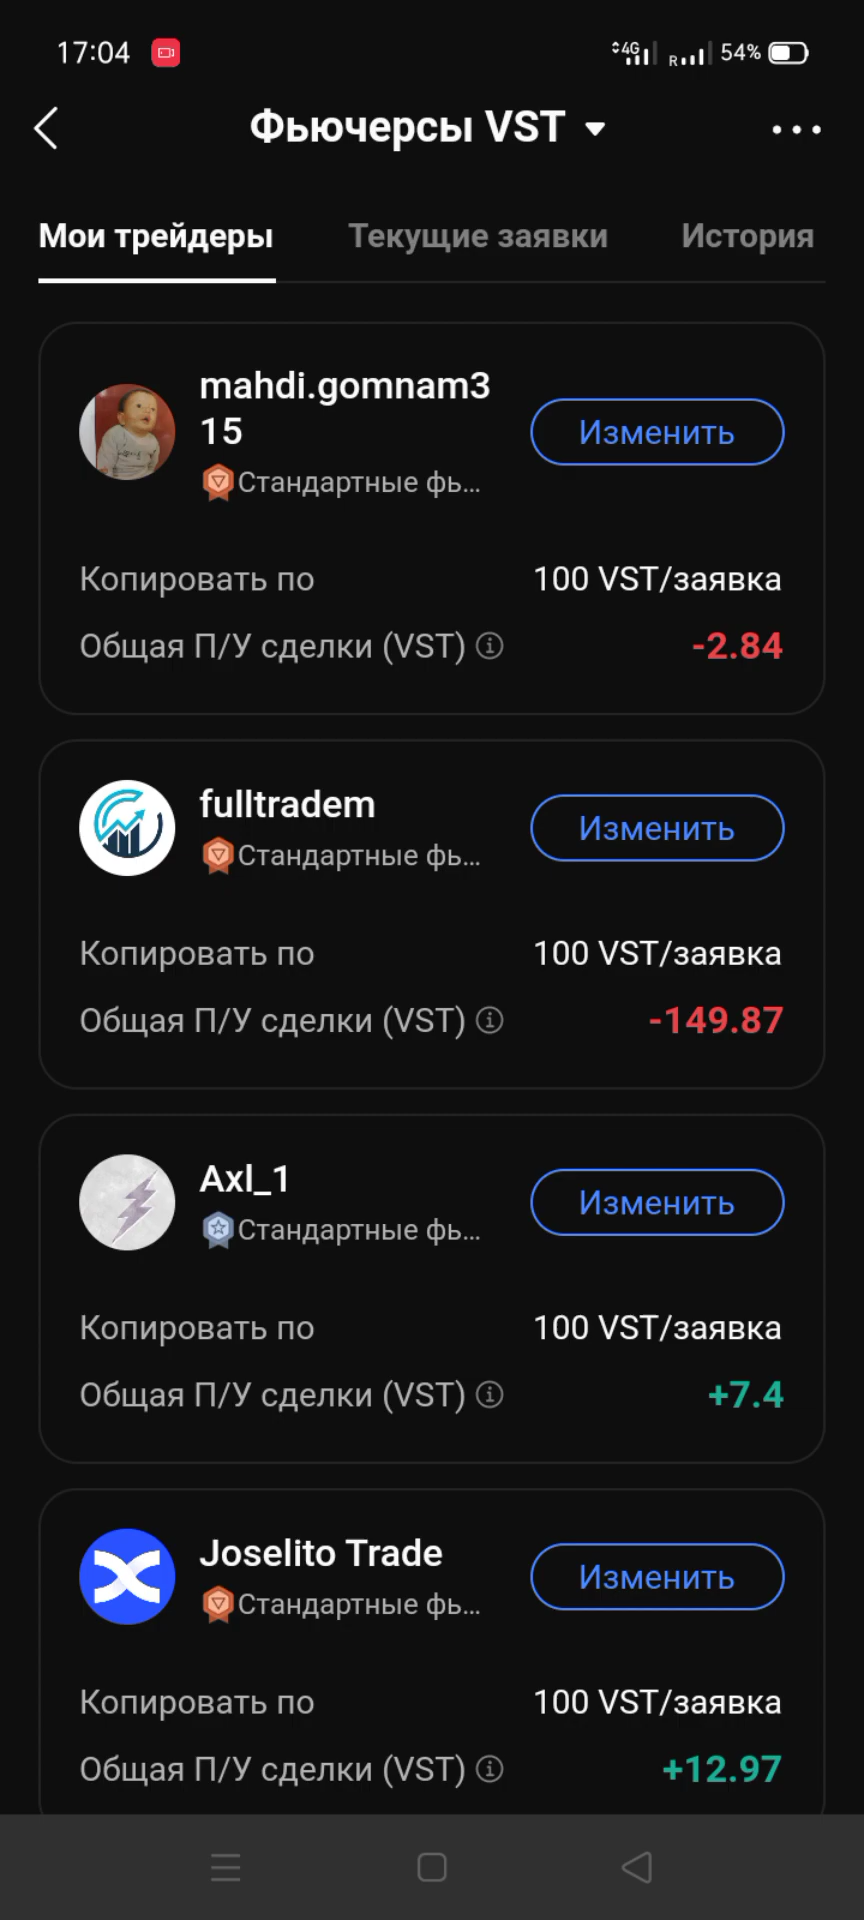 17:04
4G R 54%
Фьючерсы VST
Мои трейдеры Текущие заявки История
mahdi.gomnam3
15
Изменить
Стандартные фь...
Копировать по 100 VST/заявка
Общая П/У сделки (VST) -2.84
fulltradem
Изменить
Стандартные фь...
Копировать по 100 VST/заявка
Общая П/У сделки (VST) -149.87
Axl_1
Изменить
Стандартные фь...
Копировать по 100 VST/заявка
Общая П/У сделки (VST) +7.4
Joselito Trade
Изменить
Стандартные фь...
Копировать по 100 VST/заявка
Общая П/У сделки (VST) +12.97